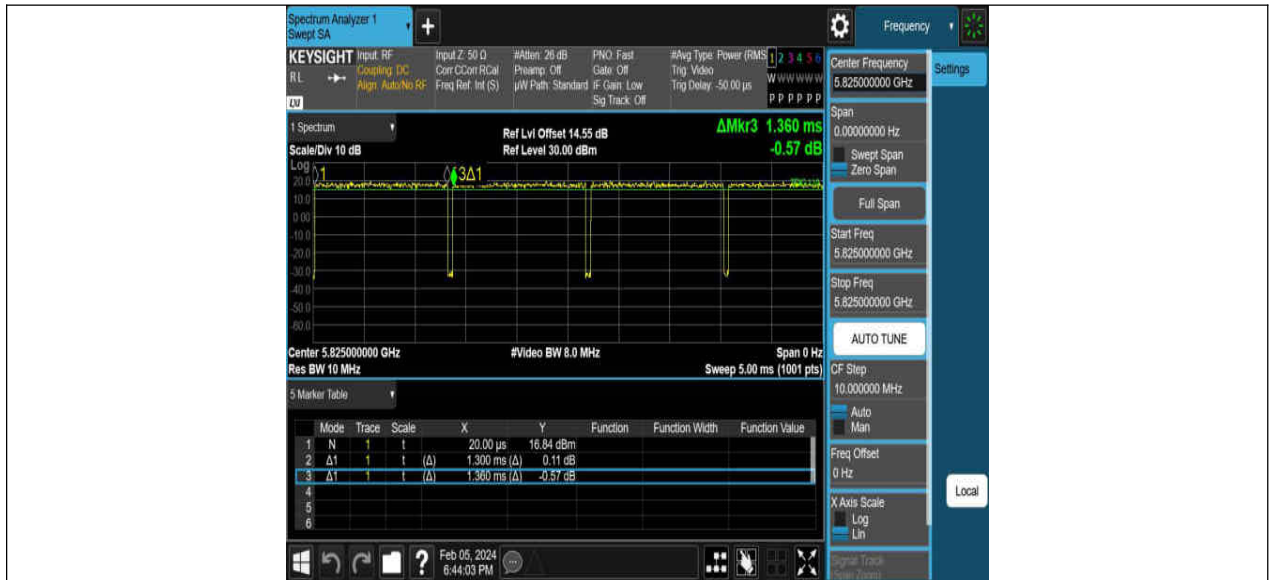 Spectrum Analyzer 1
Swept SA
+
Frequency
KEYSIGHT
RL
LXI
Input: RF
Coupling: DC
Align: Auto/No RF
Input Z: 50 Ω
Corr CCorr RCal
Freq Ref: Int (S)
#Atten: 26 dB
Preamp: Off
µW Path: Standard
PNO: Fast
Gate: Off
IF Gain: Low
Sig Track: Off
#Avg Type: Power (RMS
Trig: Video
Trig Delay: -50.00 µs
1 2 3 4 5 6
W W W W W W
P P P P P P
1 Spectrum
Scale/Div 10 dB
Ref Lvl Offset 14.55 dB
Ref Level 30.00 dBm
ΔMkr3 1.360 ms
-0.57 dB
Log
1
3Δ1
20.0
10.0
0.00
-10.0
-20.0
-30.0
-40.0
-50.0
-60.0
Center 5.825000000 GHz
#Video BW 8.0 MHz
Span 0 Hz
Res BW 10 MHz
Sweep 5.00 ms (1001 pts)
5 Marker Table
Mode Trace Scale X Y Function Function Width Function Value
1 N 1 t 20.00 µs 16.84 dBm
2 Δ1 1 t (Δ) 1.300 ms (Δ) 0.11 dB
3 Δ1 1 t (Δ) 1.360 ms (Δ) -0.57 dB
4
5
6
?
Feb 05, 2024
6:44:03 PM
Center Frequency
5.825000000 GHz
Settings
Span
0.00000000 Hz
Swept Span
Zero Span
Full Span
Start Freq
5.825000000 GHz
Stop Freq
5.825000000 GHz
AUTO TUNE
CF Step
10.000000 MHz
Auto
Man
Freq Offset
0 Hz
X Axis Scale
Log
Lin
Local
Signal Track
(Span Zoom)